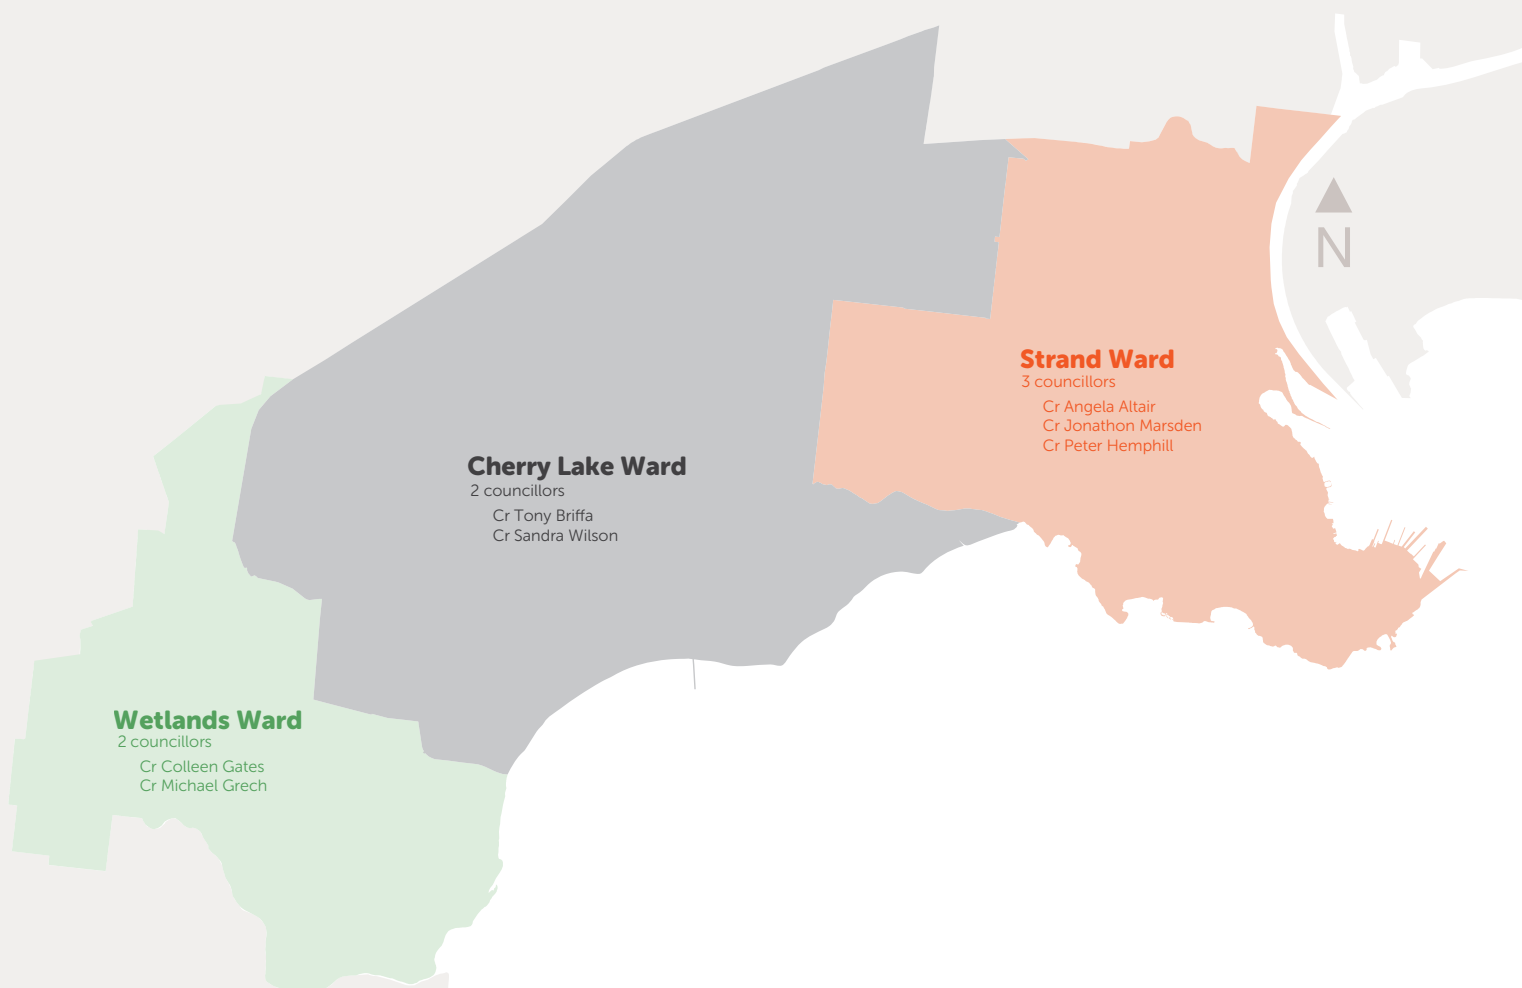 N
Strand Ward
3 councillors
Cr Angela Altair
Cr Jonathon Marsden
Cr Peter Hemphill
Cherry Lake Ward
2 councillors
Cr Tony Briffa
Cr Sandra Wilson
Wetlands Ward
2 councillors
Cr Colleen Gates
Cr Michael Grech